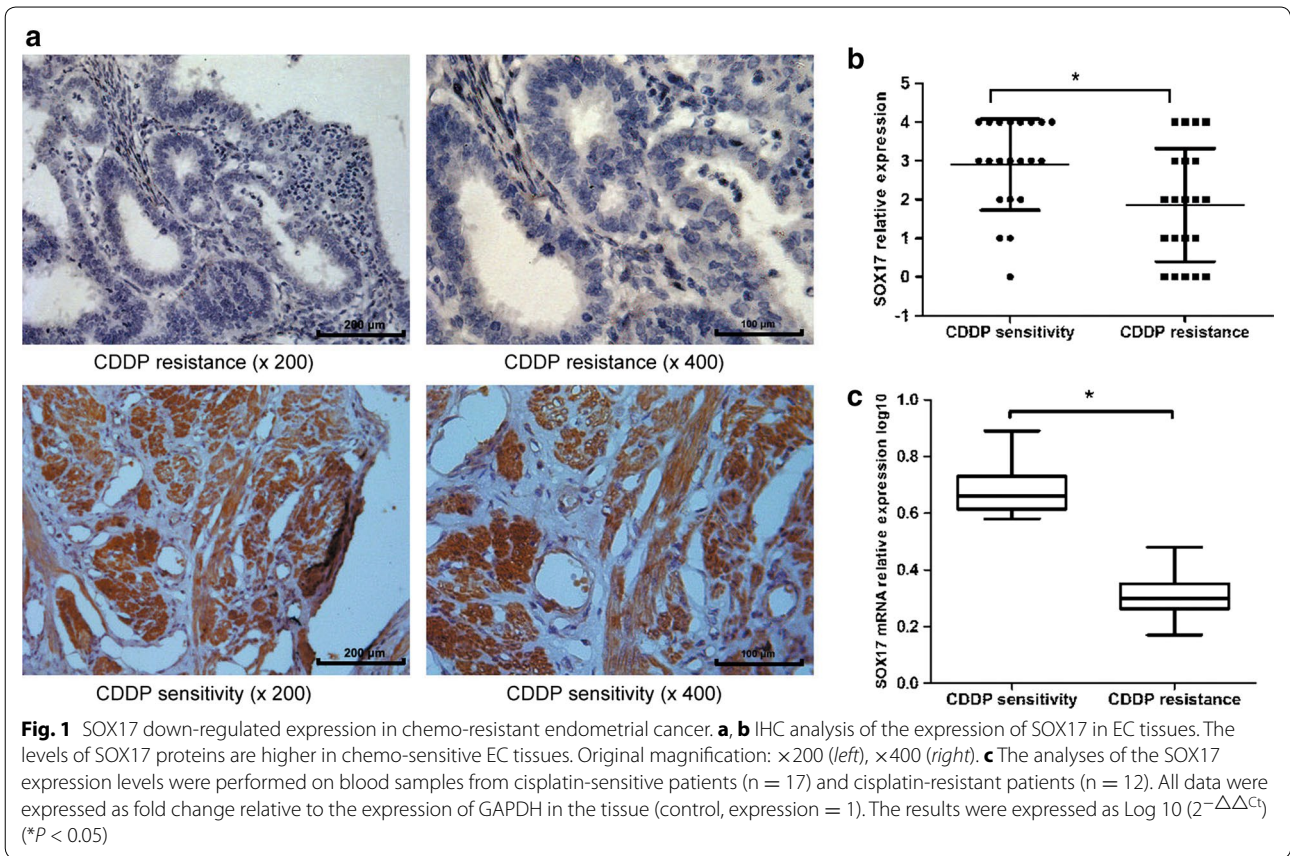 a
200 µm
100 µm
CDDP resistance (x 200)
CDDP resistance (x 400)
200 µm
100 µm
CDDP sensitivity (x 200)
CDDP sensitivity (x 400)
b
*
SOX17 relative expression
5
4
3
2
1
0
-1
CDDP sensitivity
CDDP resistance
c
*
SOX17 mRNA relative expression log10
1.0
0.8
0.6
0.4
0.2
0.0
CDDP sensitivity
CDDP resistance
Fig. 1 SOX17 down-regulated expression in chemo-resistant endometrial cancer. a, b IHC analysis of the expression of SOX17 in EC tissues. The
levels of SOX17 proteins are higher in chemo-sensitive EC tissues. Original magnification: ×200 (left), ×400 (right). c The analyses of the SOX17
expression levels were performed on blood samples from cisplatin-sensitive patients (n = 17) and cisplatin-resistant patients (n = 12). All data were
expressed as fold change relative to the expression of GAPDH in the tissue (control, expression = 1). The results were expressed as Log 10 (2−△△Ct)
(*P < 0.05)